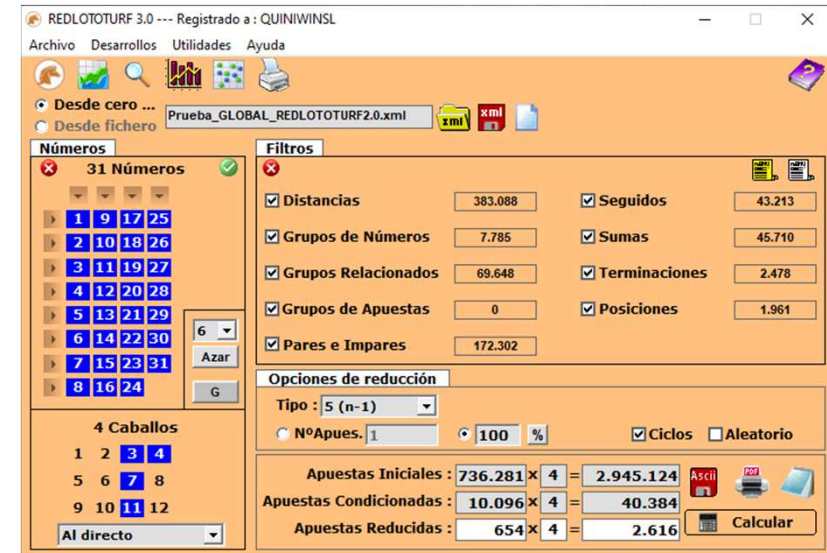 REDLOTOTURF 3.0 --- Registrado a : QUINIWINSL
Archivo Desarrollos Utilidades Ayuda
Desde cero ...
Desde fichero
Prueba_GLOBAL_REDLOTOTURF2.0.xml
xml
xml
Números
31 Números
1 9 17 25
2 10 18 26
3 11 19 27
4 12 20 28
5 13 21 29
6 14 22 30
7 15 23 31
8 16 24
6
Azar
G
4 Caballos
1 2 3 4
5 6 7 8
9 10 11 12
Al directo
Filtros
Distancias 383.088
Seguidos 43.213
Grupos de Números 7.785
Sumas 45.710
Grupos Relacionados 69.648
Terminaciones 2.478
Grupos de Apuestas 0
Posiciones 1.961
Pares e Impares 172.302
Opciones de reducción
Tipo : 5 (n-1)
NºApues. 1 100 % Ciclos Aleatorio
Apuestas Iniciales : 736.281 x 4 = 2.945.124
Apuestas Condicionadas : 10.096 x 4 = 40.384
Apuestas Reducidas : 654 x 4 = 2.616
Ascii
PDF
Calcular